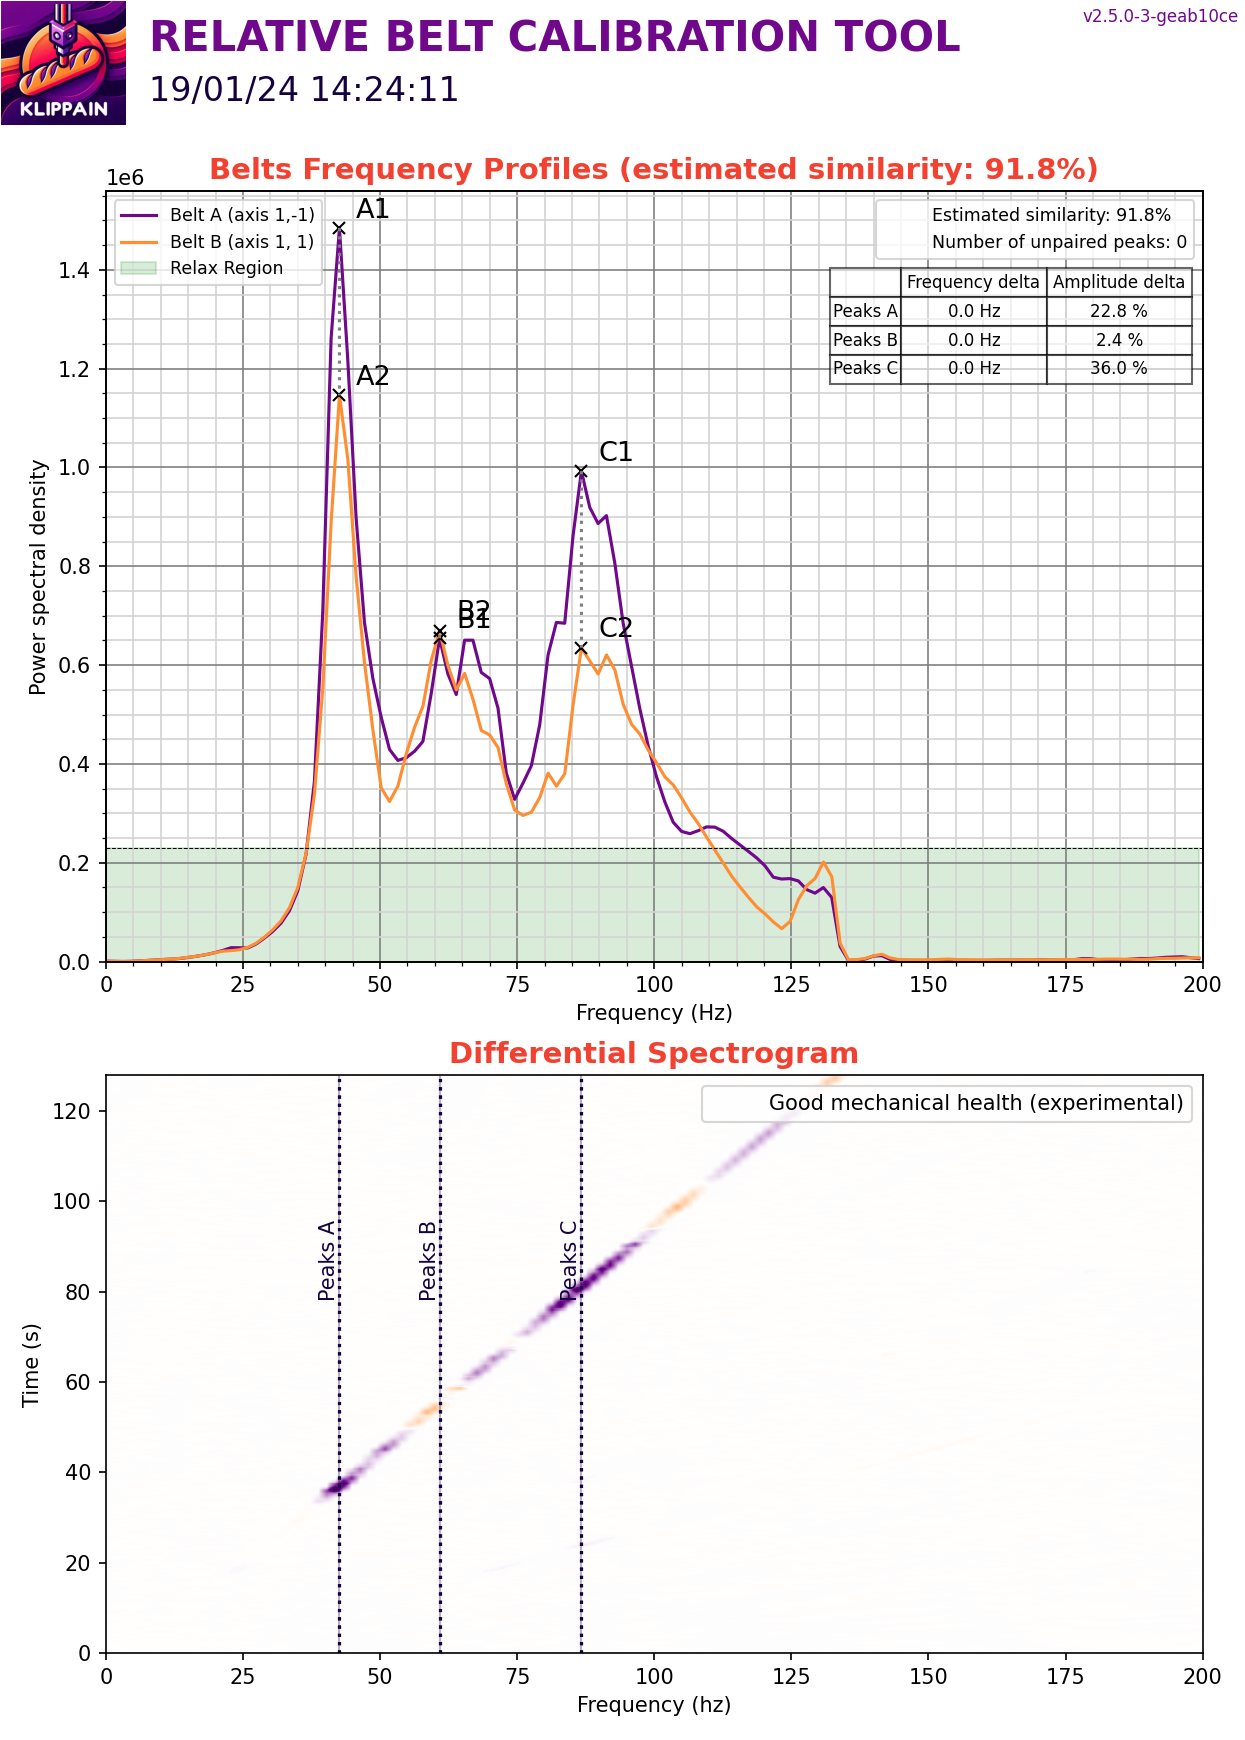 v2.5.0-3-geab10ce
RELATIVE BELT CALIBRATION TOOL
19/01/24 14:24:11
KLIPPAIN
Belts Frequency Profiles (estimated similarity: 91.8%)
1e6
Belt A (axis 1,-1)
Belt B (axis 1, 1)
Relax Region
Estimated similarity: 91.8%
Number of unpaired peaks: 0
Frequency delta Amplitude delta
Peaks A 0.0 Hz 22.8 %
Peaks B 0.0 Hz 2.4 %
Peaks C 0.0 Hz 36.0 %
A1
A2
B2
B1
C1
C2
Power spectral density
1.4
1.2
1.0
0.8
0.6
0.4
0.2
0.0
0 25 50 75 100 125 150 175 200
Frequency (Hz)
Differential Spectrogram
Good mechanical health (experimental)
Peaks A
Peaks B
Peaks C
Time (s)
120
100
80
60
40
20
0
0 25 50 75 100 125 150 175 200
Frequency (hz)